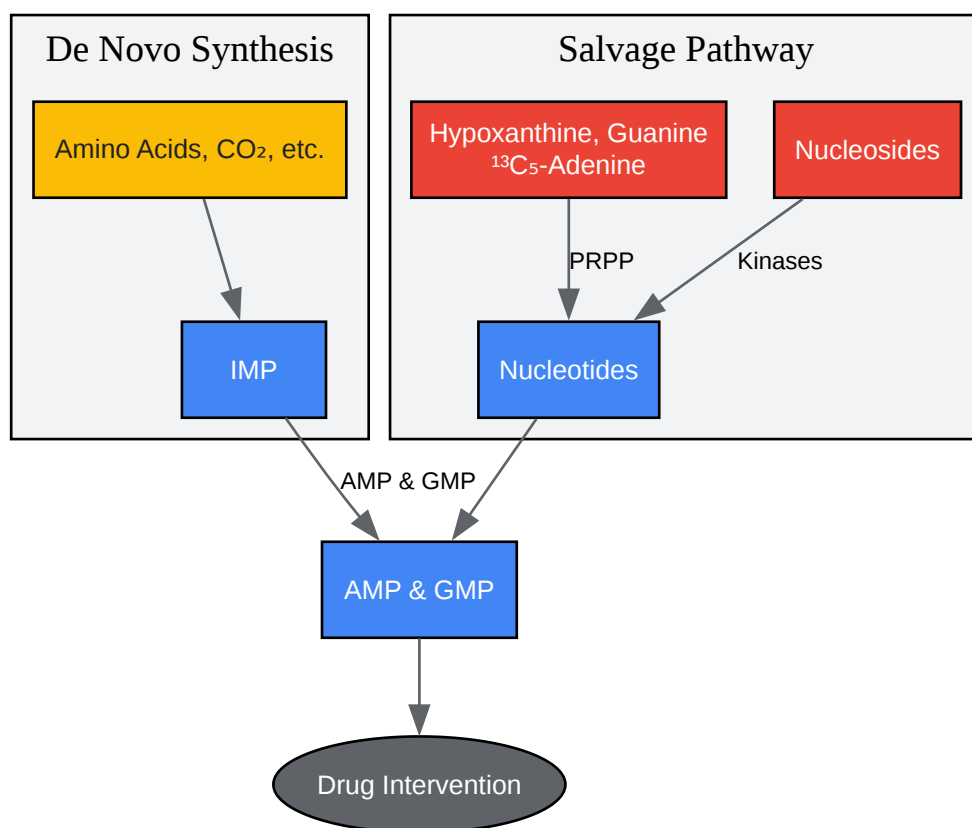 De Novo Synthesis
Salvage Pathway
Amino Acids, CO₂, etc.
Hypoxanthine, Guanine
¹³C₅-Adenine
Nucleosides
PRPP
Kinases
IMP
Nucleotides
AMP & GMP
AMP & GMP
Drug Intervention